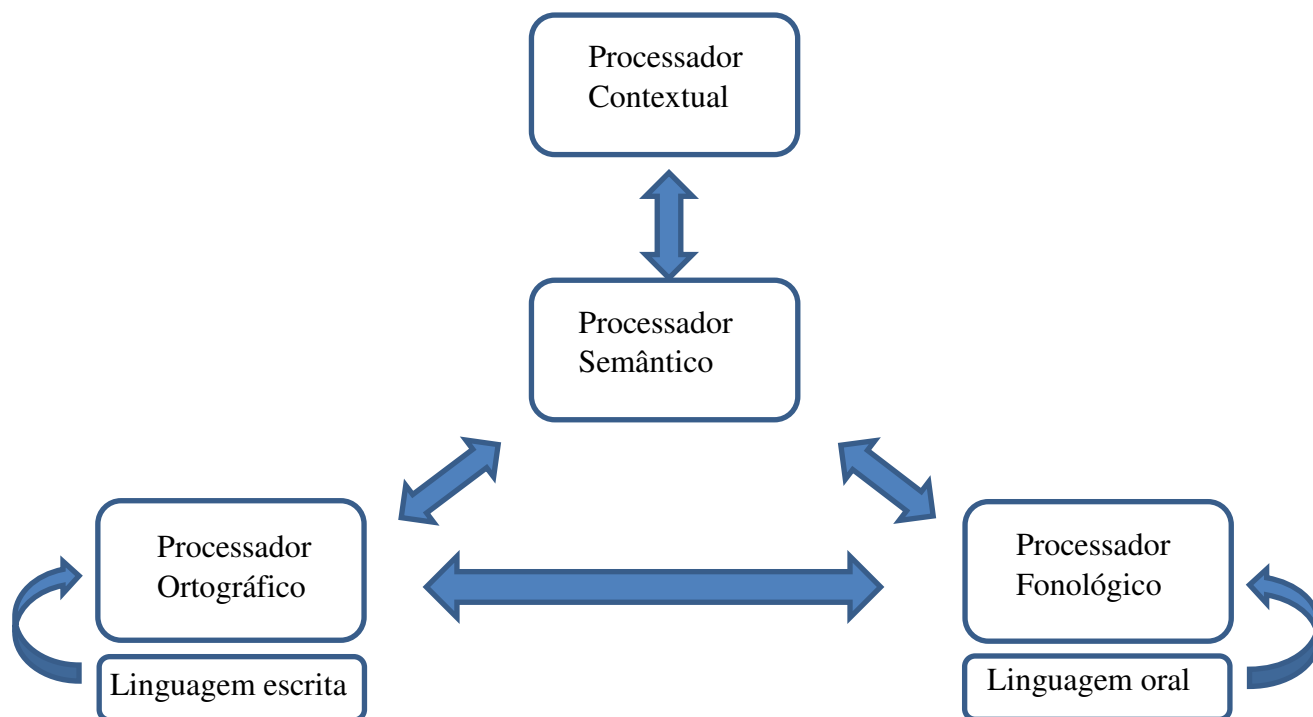 Processador
Contextual
Processador
Semântico
Processador
Ortográfico
Processador
Fonológico
Linguagem escrita
Linguagem oral